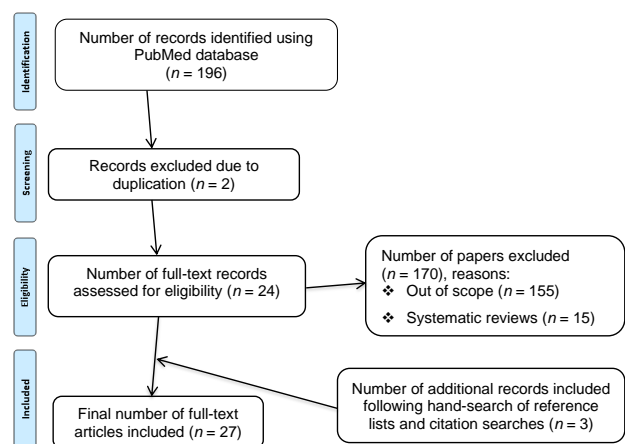 Identification
Number of records identified using
PubMed database
(n = 196)
Screening
Records excluded due to
duplication (n = 2)
Eligibility
Number of full-text records
assessed for eligibility (n = 24)
Number of papers excluded
(n = 170), reasons:
❖ Out of scope (n = 155)
❖ Systematic reviews (n = 15)
Included
Final number of full-text
articles included (n = 27)
Number of additional records included
following hand-search of reference
lists and citation searches (n = 3)